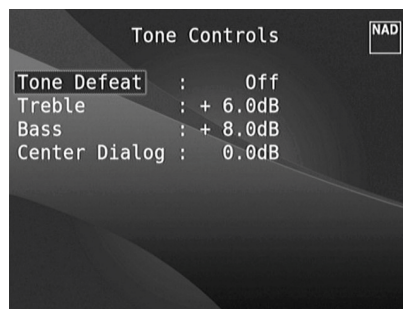 Tone Controls
NAD
Tone Defeat : Off
Treble : + 6.0dB
Bass : + 8.0dB
Center Dialog : 0.0dB